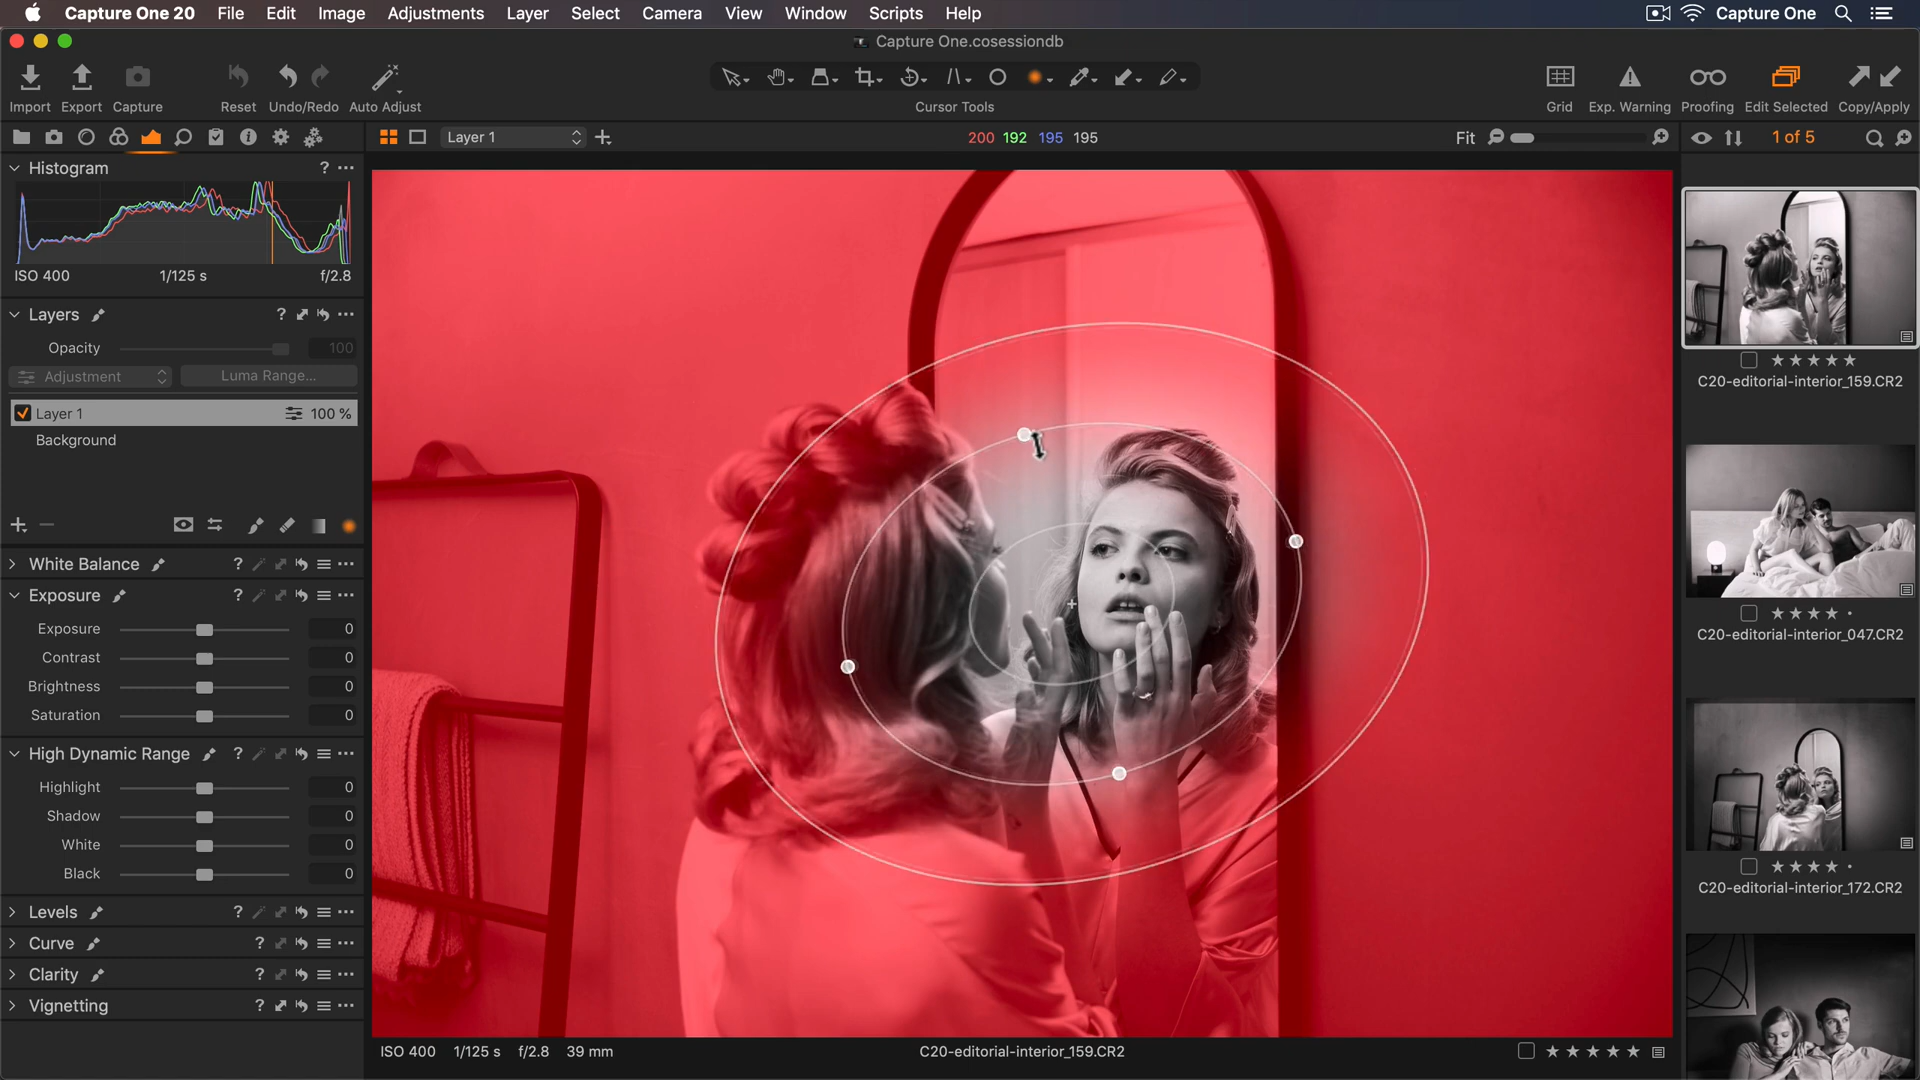 Capture One 20 File Edit Image Adjustments Layer Select Camera View Window Scripts Help Capture One
Capture One.cosessiondb
Import Export Capture Reset Undo/Redo Auto Adjust Cursor Tools Grid Exp. Warning Proofing Edit Selected Copy/Apply
Layer 1 200 192 195 195 Fit 1 of 5
Histogram ?
ISO 400 1/125 s f/2.8
Layers ?
Opacity 100
Adjustment Luma Range...
Layer 1 100 %
Background
White Balance ?
Exposure ?
Exposure 0
Contrast 0
Brightness 0
Saturation 0
High Dynamic Range ?
Highlight 0
Shadow 0
White 0
Black 0
Levels ?
Curve ?
Clarity ?
Vignetting ?
ISO 400 1/125 s f/2.8 39 mm C20-editorial-interior_159.CR2
C20-editorial-interior_159.CR2
C20-editorial-interior_047.CR2
C20-editorial-interior_172.CR2